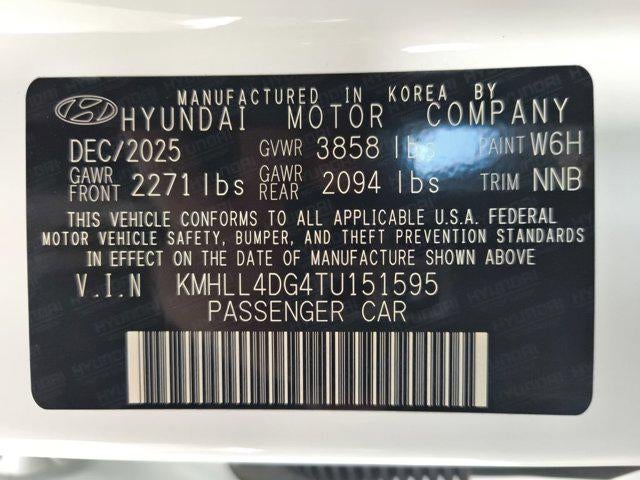 MANUFACTURED IN KOREA BY
HYUNDAI MOTOR COMPANY
DEC/2025 GVWR 3858 lbs PAINT W6H
GAWR FRONT 2271 lbs GAWR REAR 2094 lbs TRIM NNB
THIS VEHICLE CONFORMS TO ALL APPLICABLE U.S.A. FEDERAL
MOTOR VEHICLE SAFETY, BUMPER, AND THEFT PREVENTION STANDARDS
IN EFFECT ON THE DATE OF MANUFACTURE SHOWN ABOVE.
V.I.N KMHLL4DG4TU151595
PASSENGER CAR